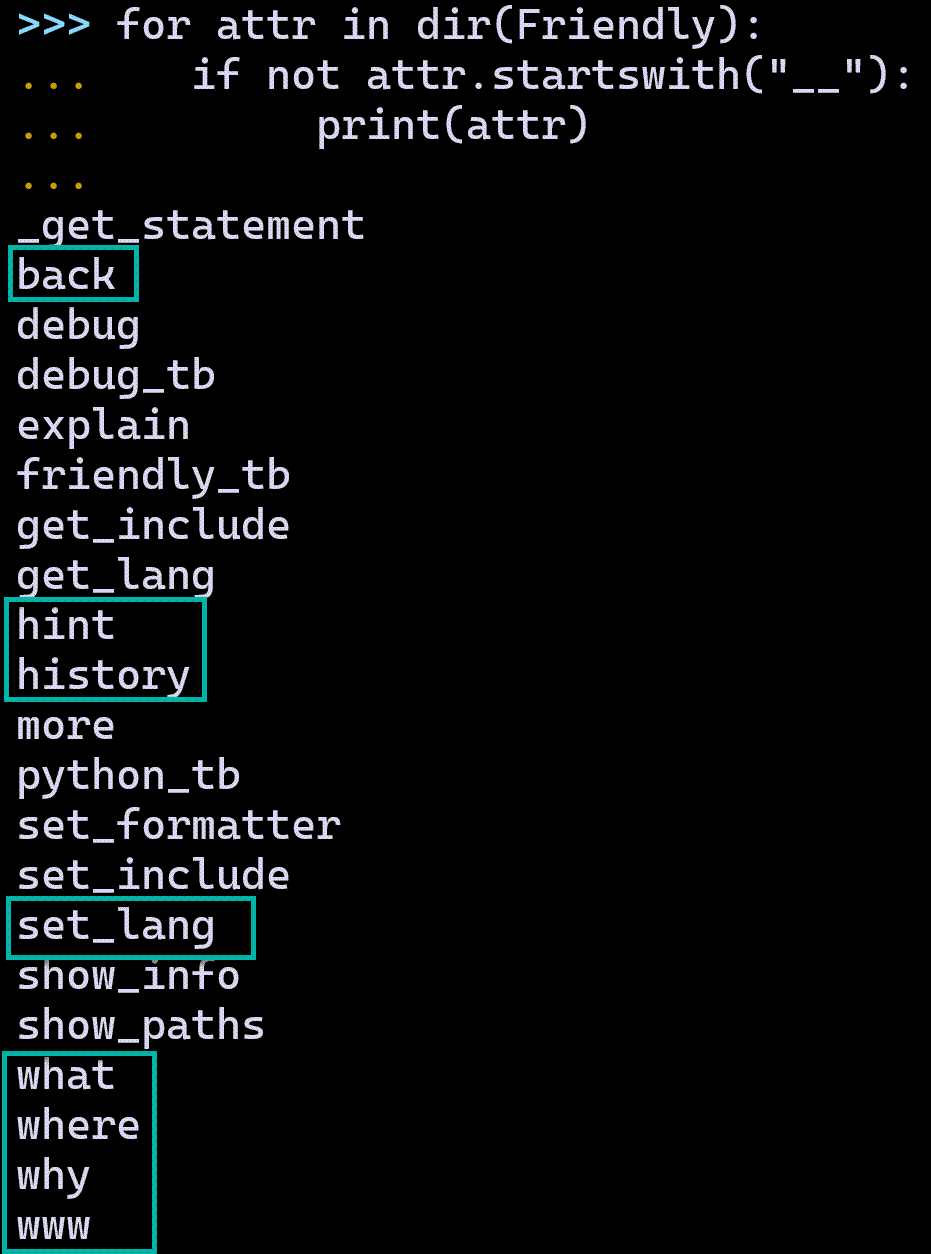 >>> for attr in dir(Friendly):
...    if not attr.startswith("__"):
...         print(attr)
...
_get_statement
back
debug
debug_tb
explain
friendly_tb
get_include
get_lang
hint
history
more
python_tb
set_formatter
set_include
set_lang
show_info
show_paths
what
where
why
www